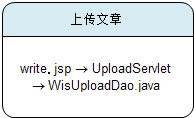 上传文章
write.jsp → UploadServlet
→ WisUploadDao.java